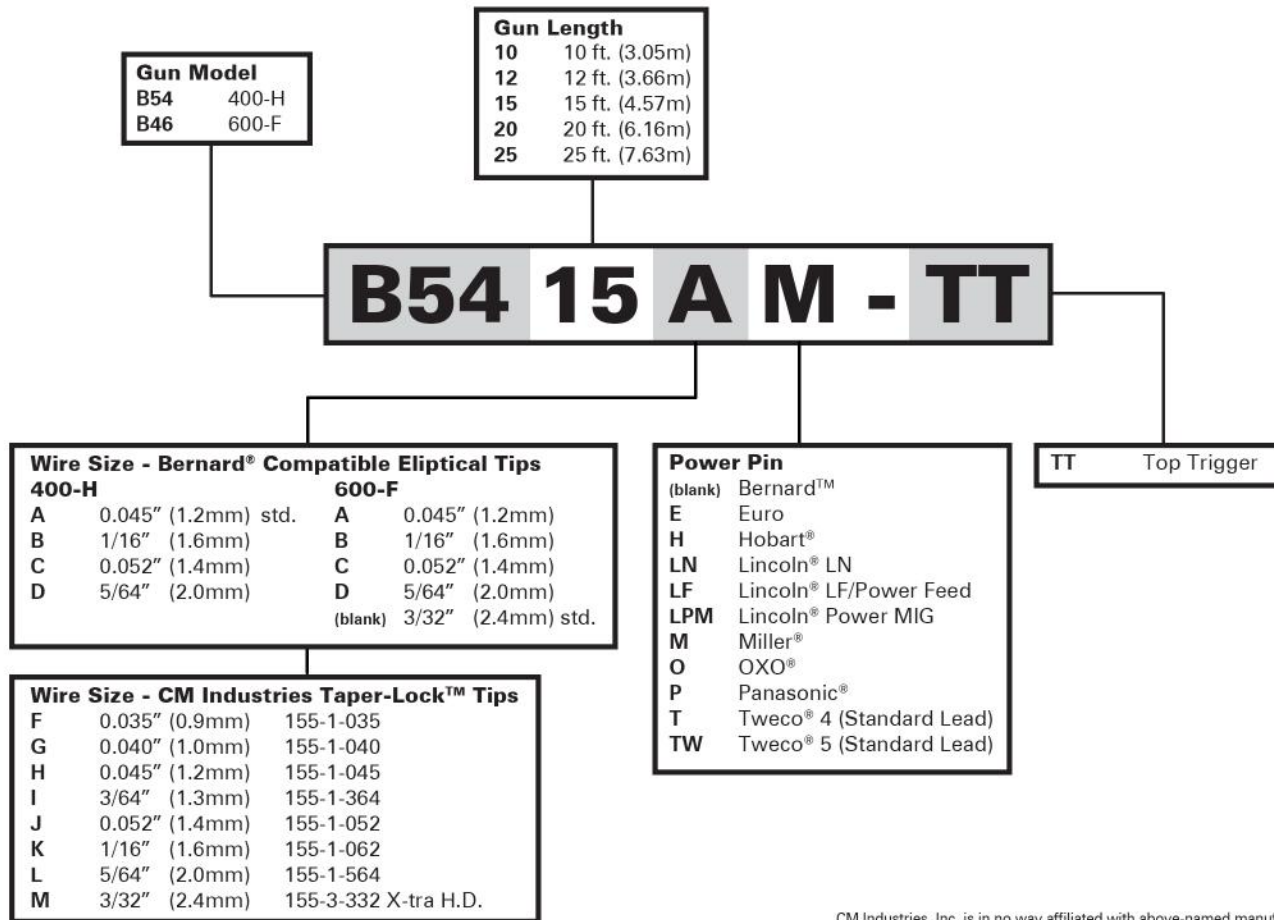 Gun Length
10 10 ft. (3.05m)
12 12 ft. (3.66m)
15 15 ft. (4.57m)
20 20 ft. (6.16m)
25 25 ft. (7.63m)
Gun Model
B54 400-H
B46 600-F
B54 15 A M - TT
Wire Size - Bernard® Compatible Eliptical Tips
400-H 600-F
A 0.045" (1.2mm) std. A 0.045" (1.2mm)
B 1/16" (1.6mm) B 1/16" (1.6mm)
C 0.052" (1.4mm) C 0.052" (1.4mm)
D 5/64" (2.0mm) D 5/64" (2.0mm)
(blank) 3/32" (2.4mm) std.
Wire Size - CM Industries Taper-Lock™ Tips
F 0.035" (0.9mm) 155-1-035
G 0.040" (1.0mm) 155-1-040
H 0.045" (1.2mm) 155-1-045
I 3/64" (1.3mm) 155-1-364
J 0.052" (1.4mm) 155-1-052
K 1/16" (1.6mm) 155-1-062
L 5/64" (2.0mm) 155-1-564
M 3/32" (2.4mm) 155-3-332 X-tra H.D.
Power Pin
(blank) Bernard™
E Euro
H Hobart®
LN Lincoln® LN
LF Lincoln® LF/Power Feed
LPM Lincoln® Power MIG
M Miller®
O OXO®
P Panasonic®
T Tweco® 4 (Standard Lead)
TW Tweco® 5 (Standard Lead)
TT Top Trigger
CM Industries, Inc. is in no way affiliated with above-named